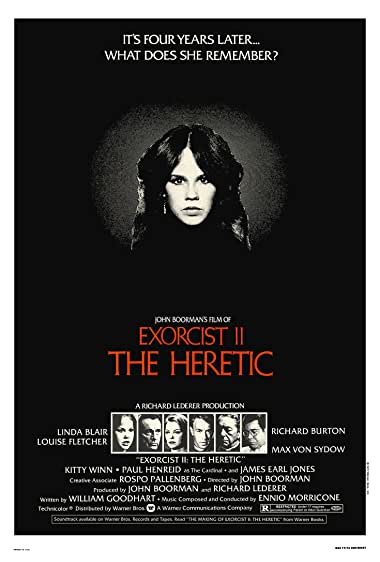 IT'S FOUR YEARS LATER...
WHAT DOES SHE REMEMBER?
JOHN BOORMAN'S FILM OF
EXORCIST II
THE HERETIC
A RICHARD LEDERER PRODUCTION
LINDA BLAIR
LOUISE FLETCHER
RICHARD BURTON
MAX VON SYDOW
"EXORCIST II: THE HERETIC"
KITTY WINN • PAUL HENREID as The Cardinal • and JAMES EARL JONES
Creative Associate ROSPO PALLENBERG • Directed by JOHN BOORMAN
Produced by JOHN BOORMAN and RICHARD LEDERER
Written by WILLIAM GOODHART • Music Composed and Conducted by ENNIO MORRICONE
Technicolor® Distributed by Warner Bros. A Warner Communications Company
R RESTRICTED
Soundtrack available on Warner Bros. Records and Tapes. Read "THE MAKING OF EXORCIST II: THE HERETIC" from Warner Books.